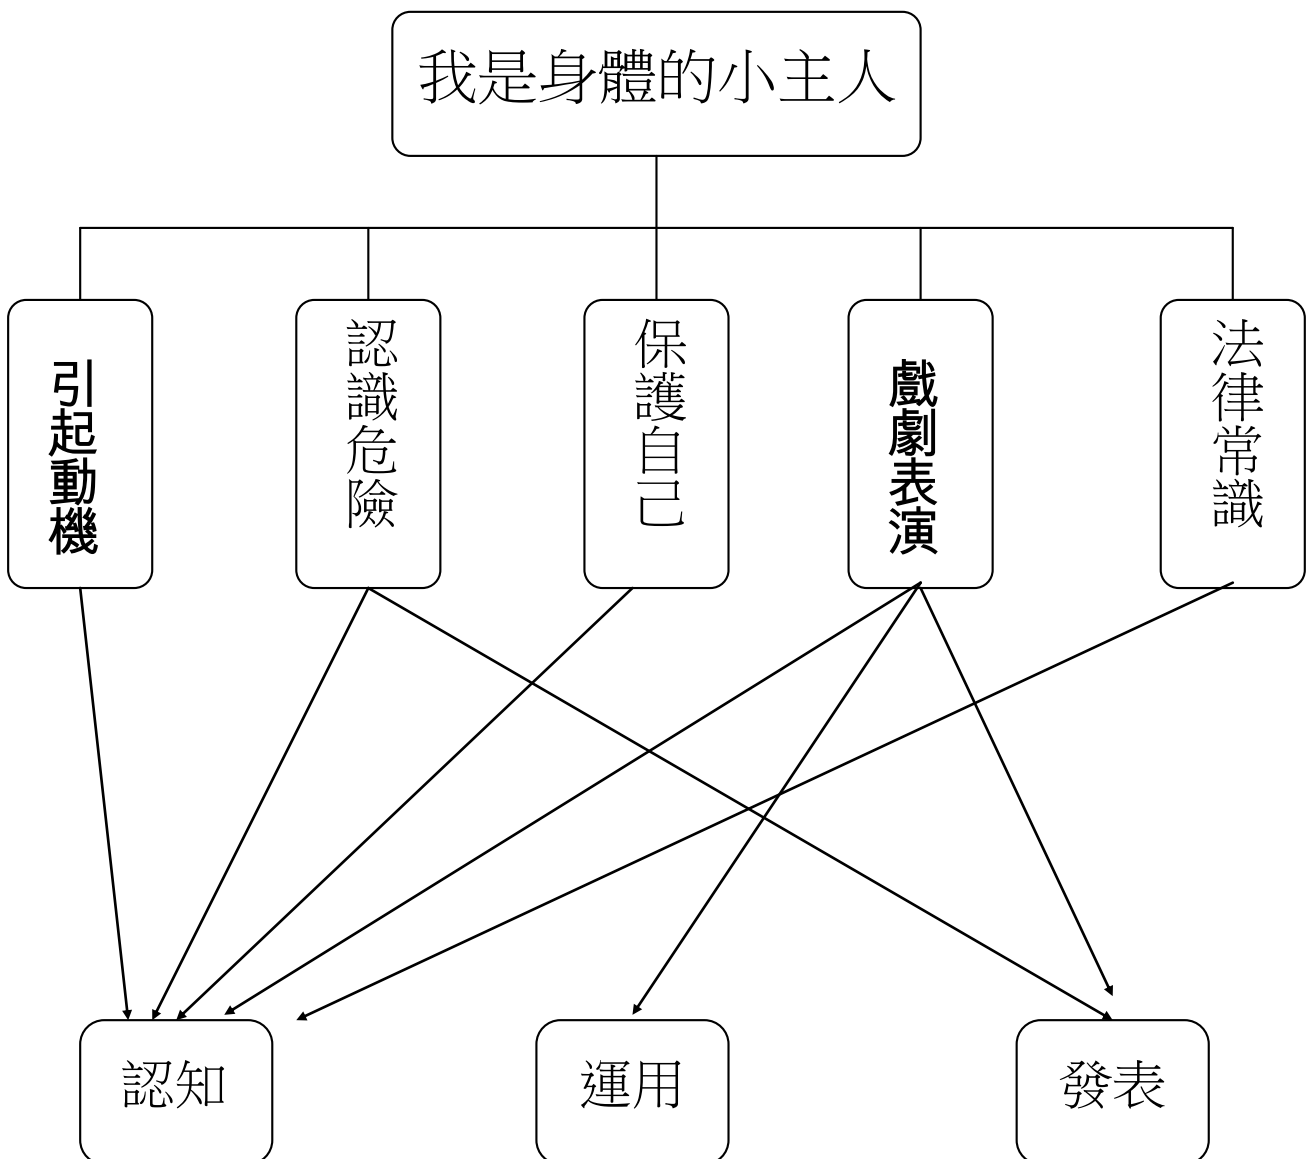 我是身體的小主人
引起動機
認識危險
保護自己
戲劇表演
法律常識
認知
運用
發表